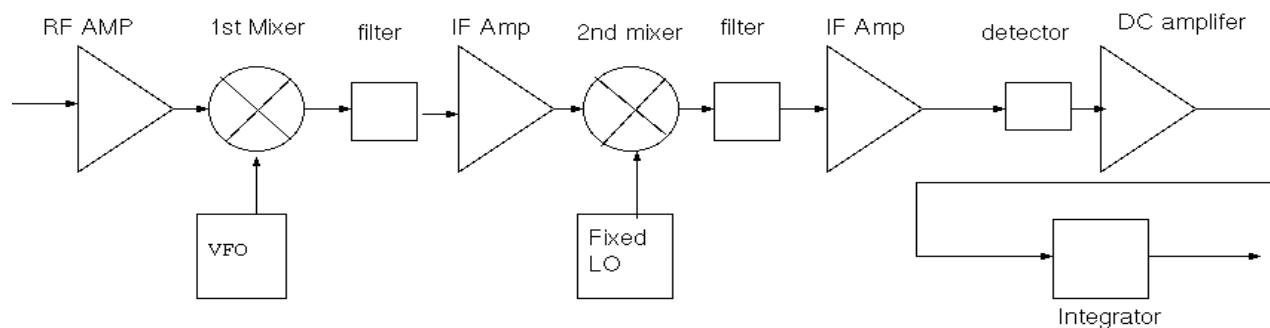 RF AMP
1st Mixer
filter
IF Amp
2nd mixer
filter
IF Amp
detector
DC amplifer
VFO
Fixed
LO
Integrator